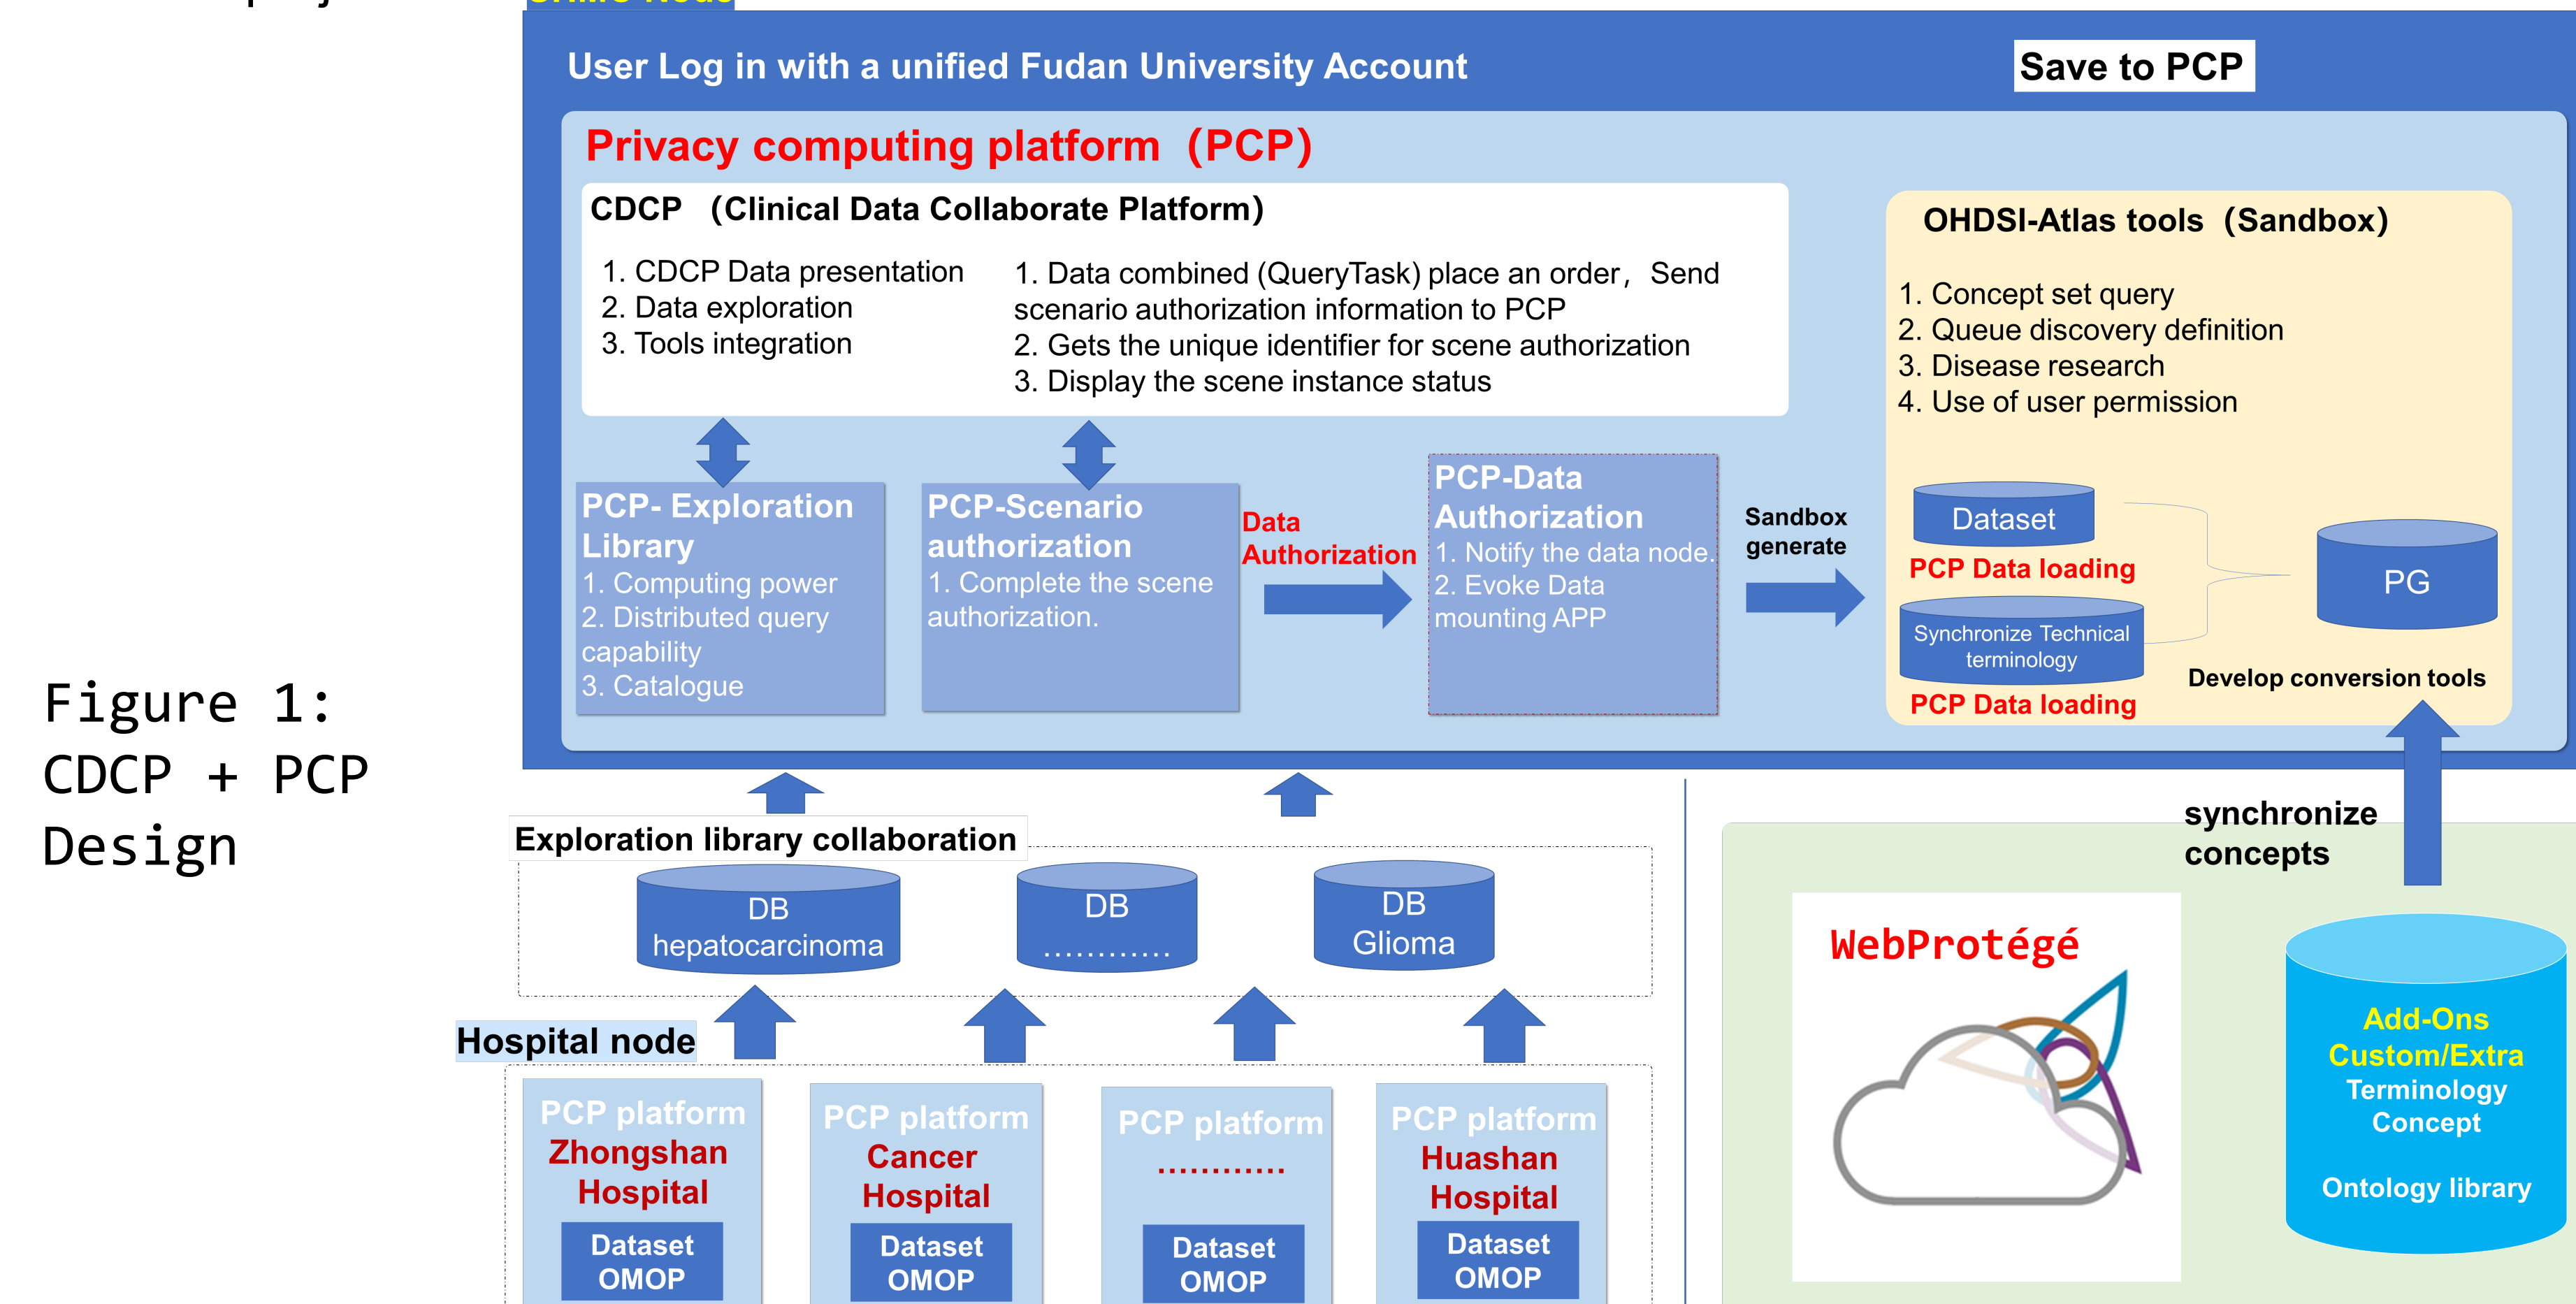 User Log in with a unified Fudan University Account
Save to PCP
Privacy computing platform（PCP）
CDCP （Clinical Data Collaborate Platform）
1. CDCP Data presentation
2. Data exploration
3. Tools integration
1. Data combined (QueryTask) place an order，Send
scenario authorization information to PCP
2. Gets the unique identifier for scene authorization
3. Display the scene instance status
OHDSI-Atlas tools（Sandbox）
1. Concept set query
2. Queue discovery definition
3. Disease research
4. Use of user permission
PCP- Exploration
Library
1. Computing power
2. Distributed query
capability
3. Catalogue
PCP-Scenario
authorization
1. Complete the scene
authorization.
Data
Authorization
PCP-Data
Authorization
1. Notify the data node.
2. Evoke Data
mounting APP
Sandbox
generate
Dataset
PCP Data loading
Synchronize Technical
terminology
PCP Data loading
PG
Develop conversion tools
Figure 1:
CDCP + PCP
Design
Exploration library collaboration
DB
hepatocarcinoma
DB
............
DB
Glioma
synchronize
concepts
Hospital node
PCP platform
Zhongshan
Hospital
Dataset
OMOP
PCP platform
Cancer
Hospital
Dataset
OMOP
PCP platform
............
Dataset
OMOP
PCP platform
Huashan
Hospital
Dataset
OMOP
WebProtégé
Add-Ons
Custom/Extra
Terminology
Concept
Ontology library